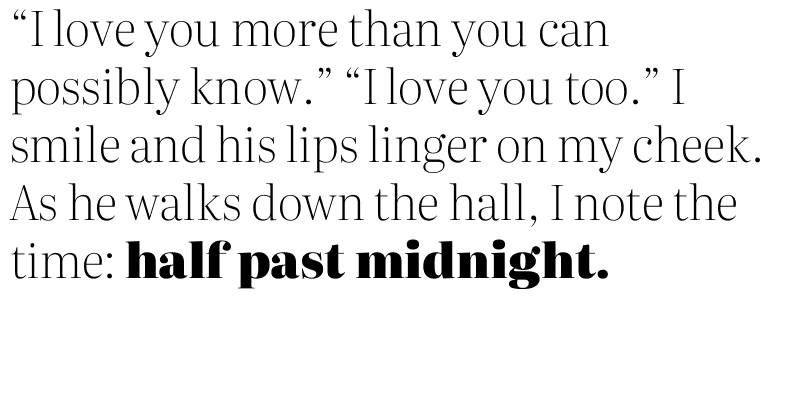 “I love you more than you can
possibly know.” “I love you too.” I
smile and his lips linger on my cheek.
As he walks down the hall, I note the
time: half past midnight.